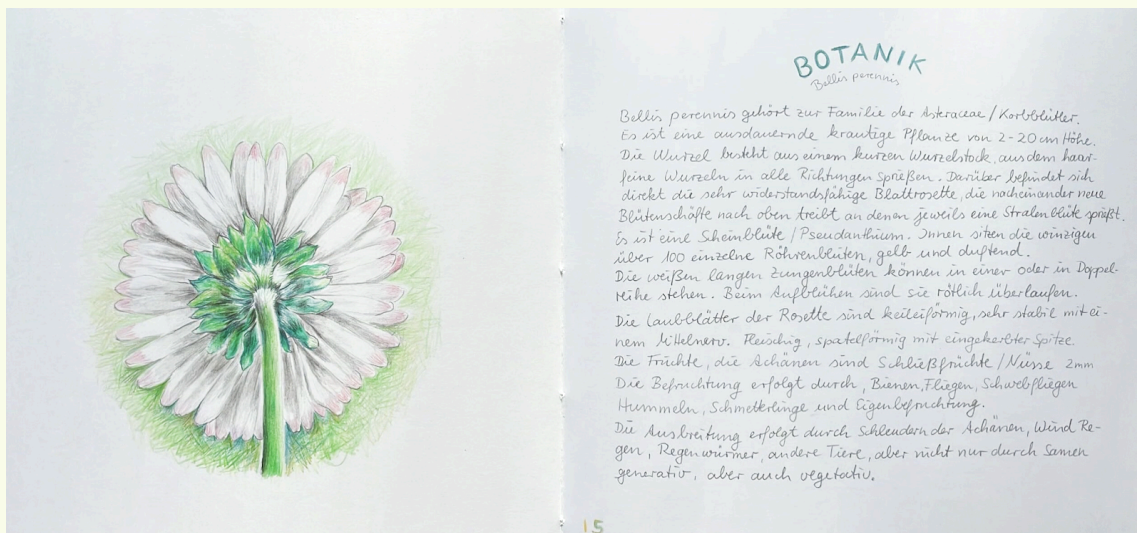 BOTANIK
Bellis perennis
Bellis perennis gehört zur Familie der Asteraceae / Korbblütler.
Es ist eine ausdauernde krautige Pflanze von 2-20 cm Höhe.
Die Wurzel besteht aus einem kurzen Wurzelstock, aus dem haar-
feine Wurzeln in alle Richtungen sprießen. Darüber befindet sich
direkt die sehr widerstandsfähige Blattrosette, die nacheinander neue
Blütenschäfte nach oben treibt an denen jeweils eine Stralenblüte sprießt.
Es ist eine Scheinblüte / Pseudanthium. Innen sitzen die winzigen
über 100 einzelne Röhrenblüten, gelb und duftend.
Die weißen langen Zungenblüten können in einer oder in Doppel-
reihe stehen. Beim Aufblühen sind sie rötlich überlaufen.
Die Laubblätter der Rosette sind keileiförmig, sehr stabil mit ei-
nem Mittelnerv. Fleischig, spatelförmig mit eingekerbter Spitze
Die Früchte, die Achänen sind Schließfrüchte / Nüsse 2mm
Die Befruchtung erfolgt durch, Bienen, Fliegen, Schwebfliegen
Hummeln, Schmetterlinge und Eigenbefruchtung.
Die Ausbreitung erfolgt durch Schleudern der Achänen, Wind Re-
gen, Regenwürmer, andere Tiere, aber nicht nur durch Samen
generativ, aber auch vegetativ.
15